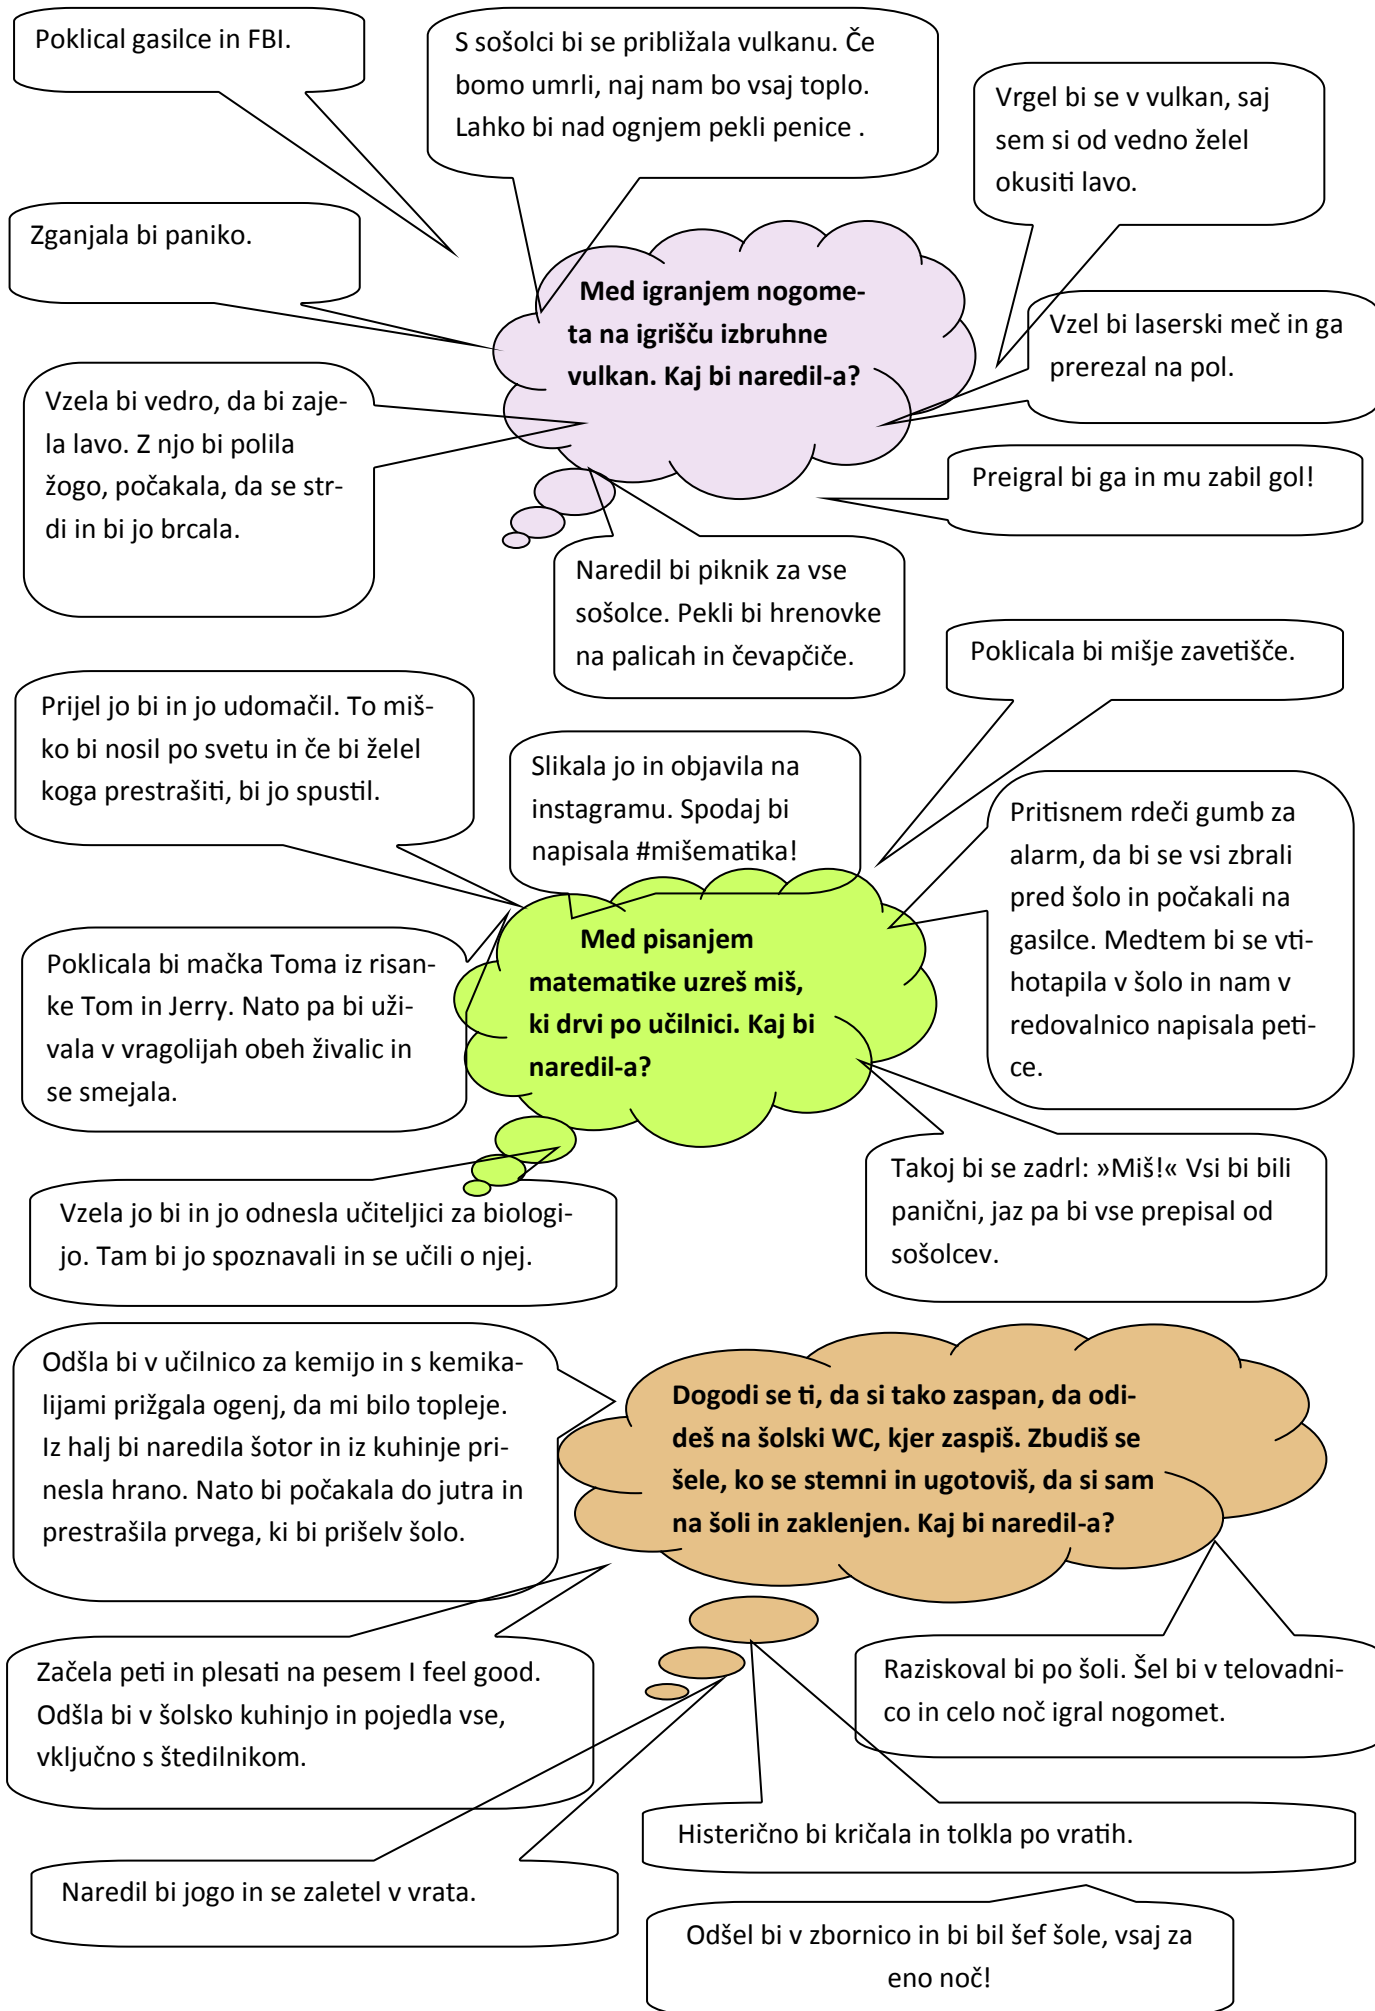 Poklical gasilce in FBI.
S sošolci bi se približala vulkanu. Če
bomo umrli, naj nam bo vsaj toplo.
Lahko bi nad ognjem pekli penice .
Vrgel bi se v vulkan, saj
sem si od vedno želel
okusiti lavo.
Zganjala bi paniko.
Med igranjem nogome-
ta na igrišču izbruhne
vulkan. Kaj bi naredil-a?
Vzel bi laserski meč in ga
prerezal na pol.
Vzela bi vedro, da bi zaje-
la lavo. Z njo bi polila
žogo, počakala, da se str-
di in bi jo brcala.
Preigral bi ga in mu zabil gol!
Naredil bi piknik za vse
sošolce. Pekli bi hrenovke
na palicah in čevapčiče.
Poklicala bi mišje zavetišče.
Prijel jo bi in jo udomačil. To miš-
ko bi nosil po svetu in če bi želel
koga prestrašiti, bi jo spustil.
Slikala jo in objavila na
instagramu. Spodaj bi
napisala #mišematika!
Pritisnem rdeči gumb za
alarm, da bi se vsi zbrali
pred šolo in počakali na
gasilce. Medtem bi se vti-
hotapila v šolo in nam v
redovalnico napisala peti-
ce.
Med pisanjem
matematike uzreš miš,
ki drvi po učilnici. Kaj bi
naredil-a?
Poklicala bi mačka Toma iz risan-
ke Tom in Jerry. Nato pa bi uži-
vala v vragolijah obeh živalic in
se smejala.
Takoj bi se zadrl: »Miš!« Vsi bi bili
panični, jaz pa bi vse prepisal od
sošolcev.
Vzela jo bi in jo odnesla učiteljici za biologi-
jo. Tam bi jo spoznavali in se učili o njej.
Odšla bi v učilnico za kemijo in s kemika-
lijami prižgala ogenj, da mi bilo topleje.
Iz halj bi naredila šotor in iz kuhinje pri-
nesla hrano. Nato bi počakala do jutra in
prestrašila prvega, ki bi prišelv šolo.
Dogodi se ti, da si tako zaspan, da odi-
deš na šolski WC, kjer zaspiš. Zbudiš se
šele, ko se stemni in ugotoviš, da si sam
na šoli in zaklenjen. Kaj bi naredil-a?
Začela peti in plesati na pesem I feel good.
Odšla bi v šolsko kuhinjo in pojedla vse,
vključno s štedilnikom.
Raziskoval bi po šoli. Šel bi v telovadni-
co in celo noč igral nogomet.
Histerično bi kričala in tolkla po vratih.
Naredil bi jogo in se zaletel v vrata.
Odšel bi v zbornico in bi bil šef šole, vsaj za
eno noč!